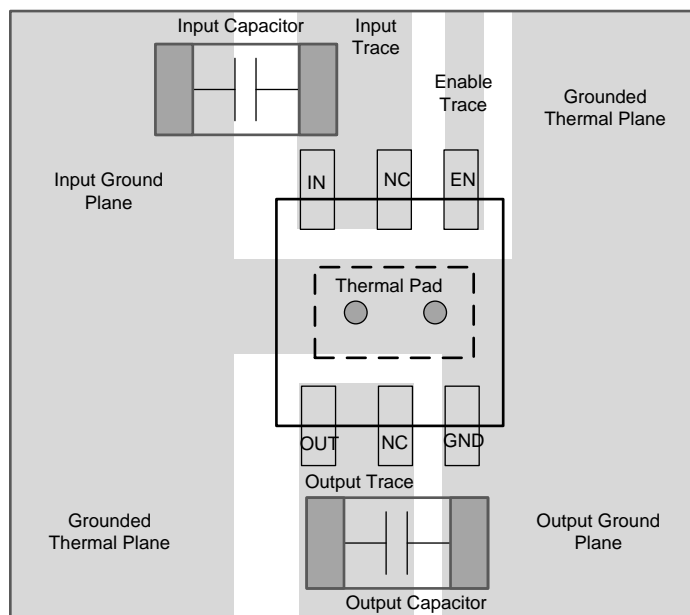 Input Capacitor
Input
Trace
Enable
Trace
Grounded
Thermal Plane
Input Ground
Plane
IN
NC
EN
Thermal Pad
OUT
NC
GND
Output Trace
Grounded
Thermal Plane
Output Ground
Plane
Output Capacitor